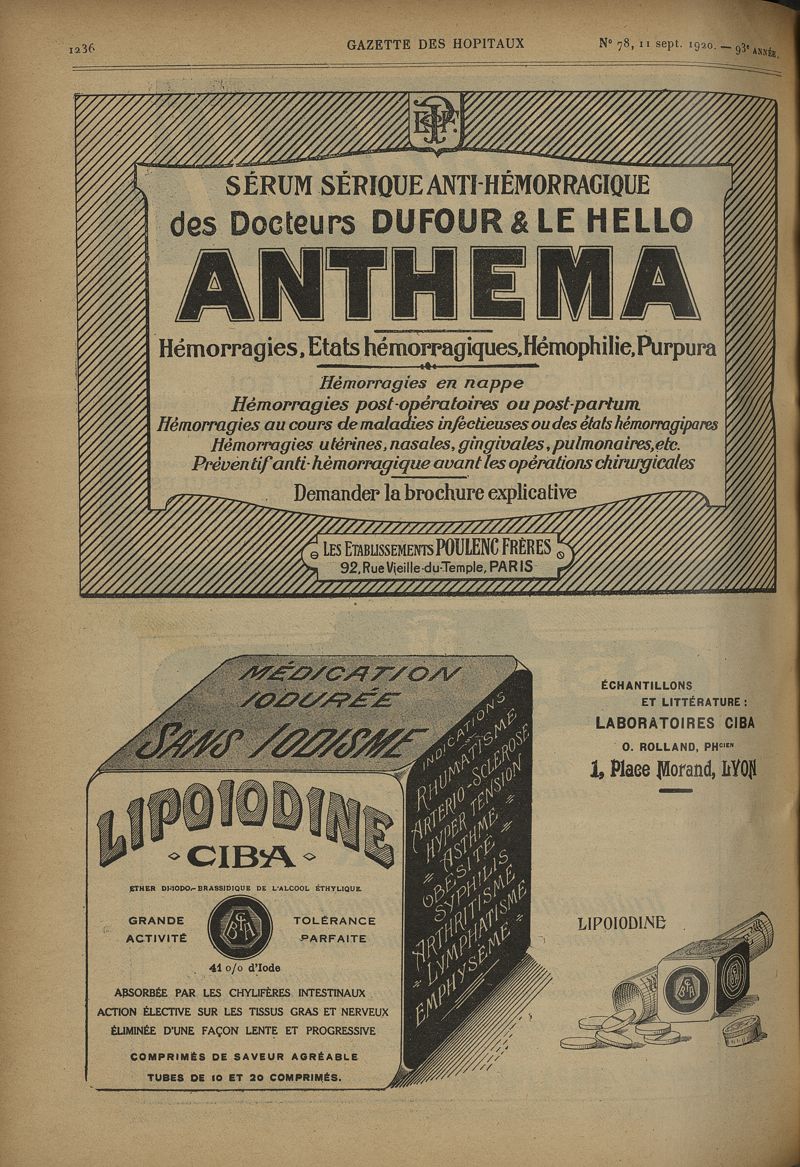 1236
GAZETTE DES HOPITAUX
N° 78, 11 sept. 1920. — 93e ANNÉE.
SÉRUM SÉRIQUE ANTI-HÉMORRAGIQUE
des Docteurs DUFOUR & LE HELLO
ANTHEMA
Hémorragies, Etats hémorragiques, Hémophilie, Purpura
Hémorragies en nappe
Hémorragies post-opératoires ou post-partum
Hémorragies au cours de maladies infectieuses ou des états hémorragipares
Hémorragies utérines, nasales, gingivales, pulmonaires, etc.
Préventif anti-hémorragique avant les opérations chirurgicales
Demander la brochure explicative
LES ETABLISSEMENTS POULENC FRÈRES
92, Rue Vieille-du-Temple, PARIS
MÉDICATION
IODURÉE
SANS IODISME
LIPOIODINE
CIBA
ETHER DI-IODO-BRASSIDIQUE DE L'ALCOOL ÉTHYLIQUE
GRANDE
ACTIVITÉ
CIBA
TOLÉRANCE
PARFAITE
41 o/o d'Iode
ABSORBÉE PAR LES CHYLIFÈRES INTESTINAUX
ACTION ÉLECTIVE SUR LES TISSUS GRAS ET NERVEUX
ÉLIMINÉE D'UNE FAÇON LENTE ET PROGRESSIVE
COMPRIMÉS DE SAVEUR AGRÉABLE
TUBES DE 10 ET 20 COMPRIMÉS.
INDICATIONS
RHUMATISME
ARTERIO-SCLEROSE
HYPER TENSION
ASTHME
OBÉSITÉ
SYPHILIS
ARTHRITISME
LYMPHATISME
EMPHYSÈME
ÉCHANTILLONS
ET LITTÉRATURE :
LABORATOIRES CIBA
O. ROLLAND, PHCIEN
1, Place Morand, LYON
LIPOIODINE
CIBA